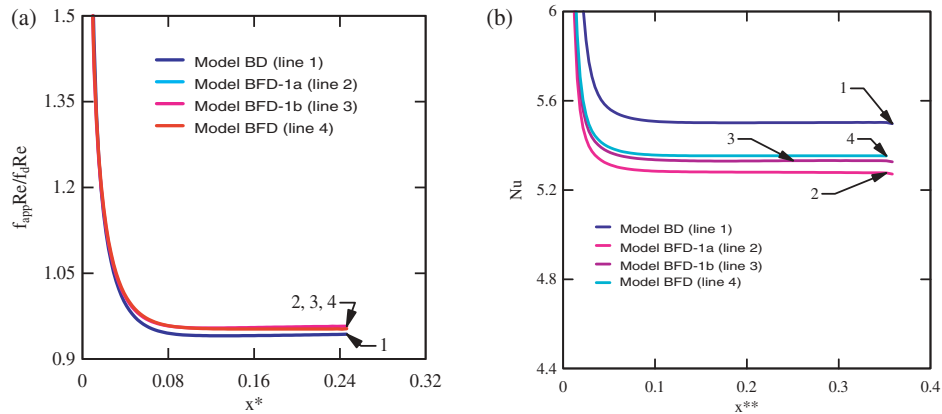 (a)
1.5
1.35
1.2
1.05
0.9
f_app Re/f_d Re
Model BD (line 1)
Model BFD-1a (line 2)
Model BFD-1b (line 3)
Model BFD (line 4)
2, 3, 4
1
0
0.08
0.16
0.24
0.32
x*
(b)
6
5.6
5.2
4.8
4.4
Nu
1
3
4
2
Model BD (line 1)
Model BFD-1a (line 2)
Model BFD-1b (line 3)
Model BFD (line 4)
0
0.1
0.2
0.3
0.4
x**